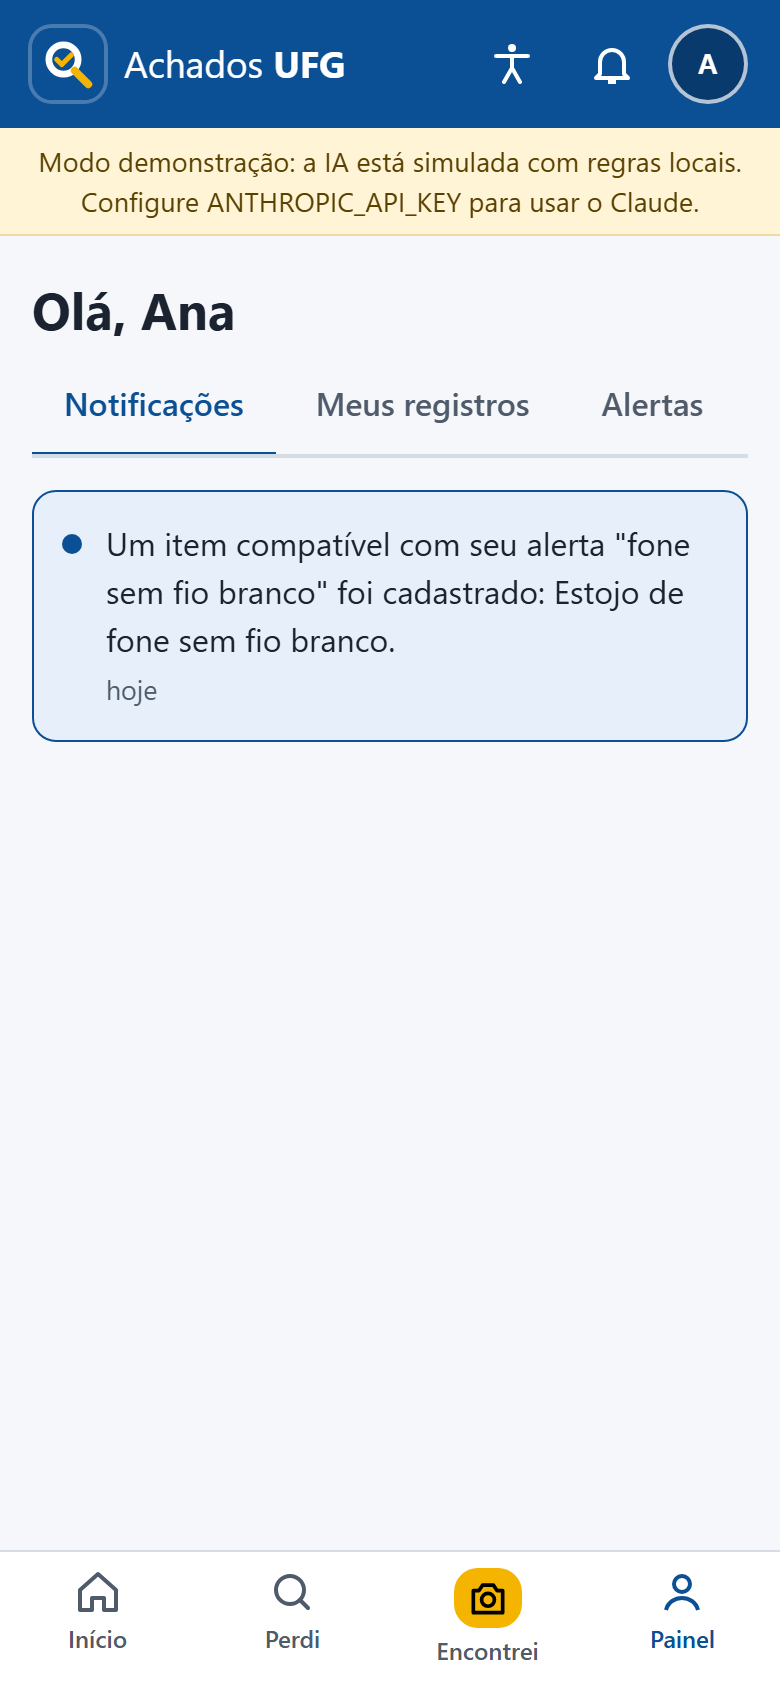 Achados UFG
A
Modo demonstração: a IA está simulada com regras locais.
Configure ANTHROPIC_API_KEY para usar o Claude.
Olá, Ana
Notificações Meus registros Alertas
Um item compatível com seu alerta "fone
sem fio branco" foi cadastrado: Estojo de
fone sem fio branco.
hoje
Início Perdi Encontrei Painel